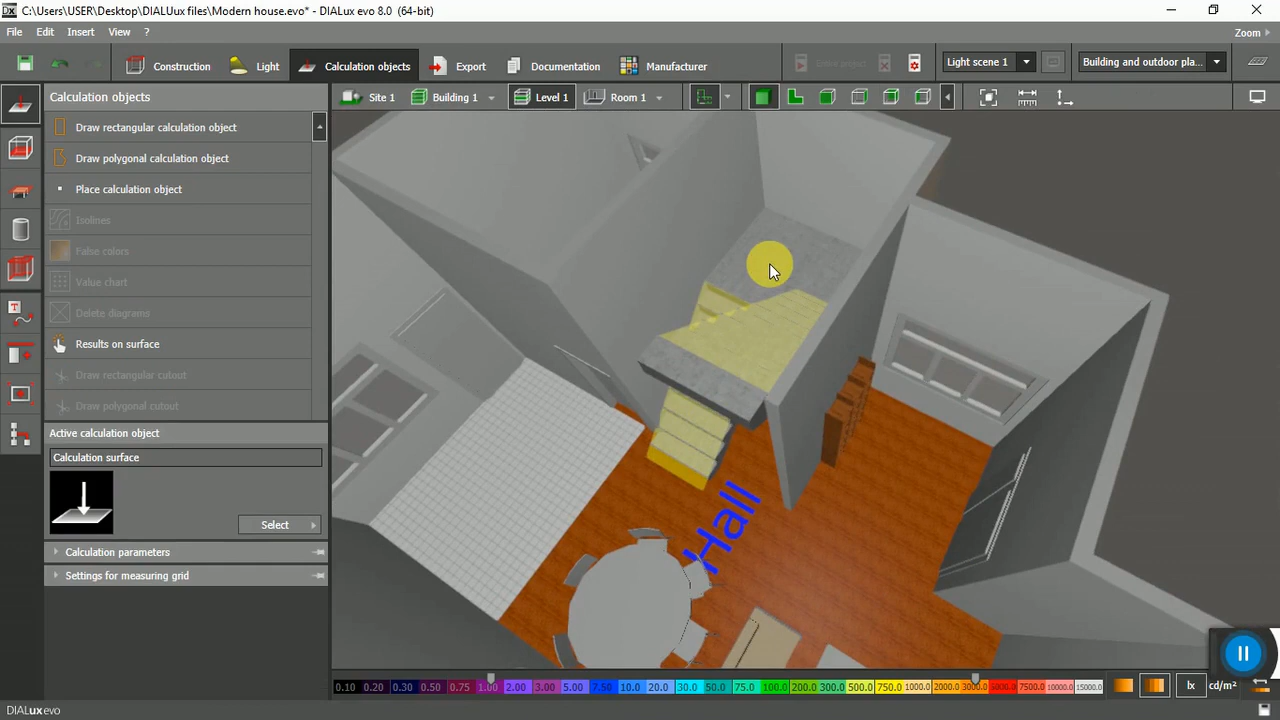 C:\Users\USER\Desktop\DIALUux files\Modern house.evo* - DIALux evo 8.0 (64-bit)
File Edit Insert View ? Zoom
Construction Light Calculation objects Export Documentation Manufacturer Entire project Light scene 1 Building and outdoor pla...
Calculation objects
Site 1 Building 1 Level 1 Room 1
Draw rectangular calculation object
Draw polygonal calculation object
Place calculation object
Isolines
False colors
Value chart
Delete diagrams
Results on surface
Draw rectangular cutout
Draw polygonal cutout
Active calculation object
Calculation surface
Select
Calculation parameters
Settings for measuring grid
Hall
0.10 0.20 0.30 0.50 0.75 1.00 2.00 3.00 5.00 7.50 10.0 20.0 30.0 50.0 75.0 100.0 200.0 300.0 500.0 750.0 1000.0 2000.0 3000.0 5000.0 7500.0 10000.0 15000.0 lx cd/m²
DIALux evo